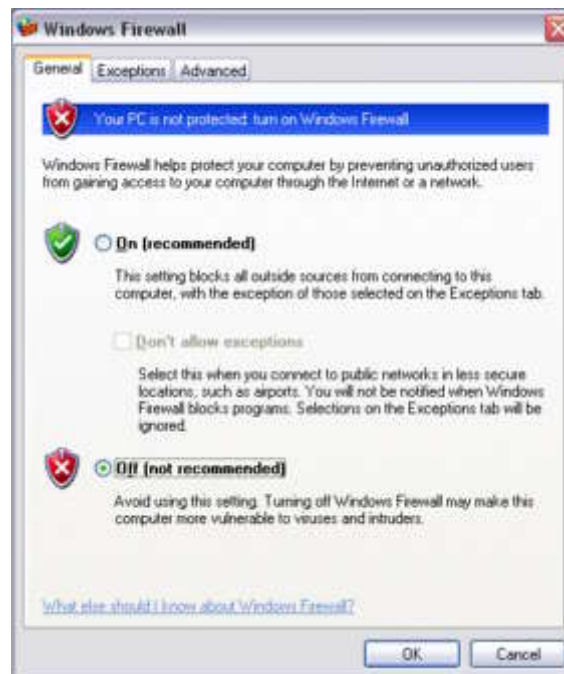 Windows Firewall
General Exceptions Advanced
Your PC is not protected: turn on Windows Firewall
Windows Firewall helps protect your computer by preventing unauthorized users
from gaining access to your computer through the Internet or a network.
On (recommended)
This setting blocks all outside sources from connecting to this
computer, with the exception of those selected on the Exceptions tab.
Don't allow exceptions
Select this when you connect to public networks in less secure
locations, such as airports. You will not be notified when Windows
Firewall blocks programs. Selections on the Exceptions tab will be
ignored.
Off (not recommended)
Avoid using this setting. Turning off Windows Firewall may make this
computer more vulnerable to viruses and intruders.
What else should I know about Windows Firewall?
OK Cancel